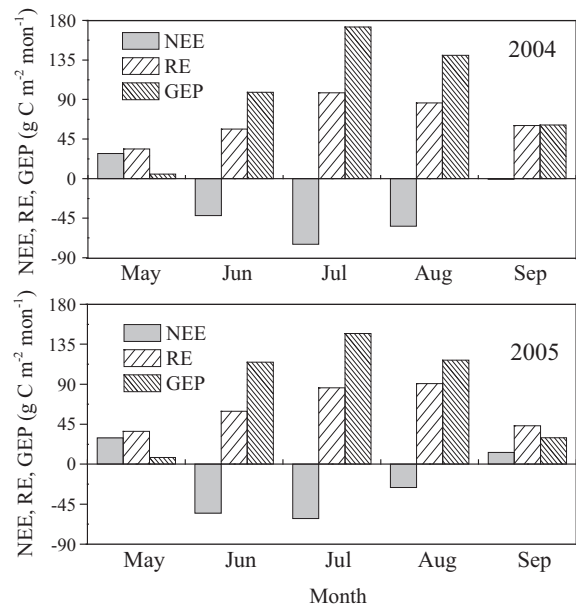 NEE, RE, GEP (g C m⁻² mon⁻¹)
180
135
90
45
0
-45
-90
NEE
RE
GEP
2004
May Jun Jul Aug Sep
NEE, RE, GEP (g C m⁻² mon⁻¹)
180
135
90
45
0
-45
-90
NEE
RE
GEP
2005
May Jun Jul Aug Sep
Month